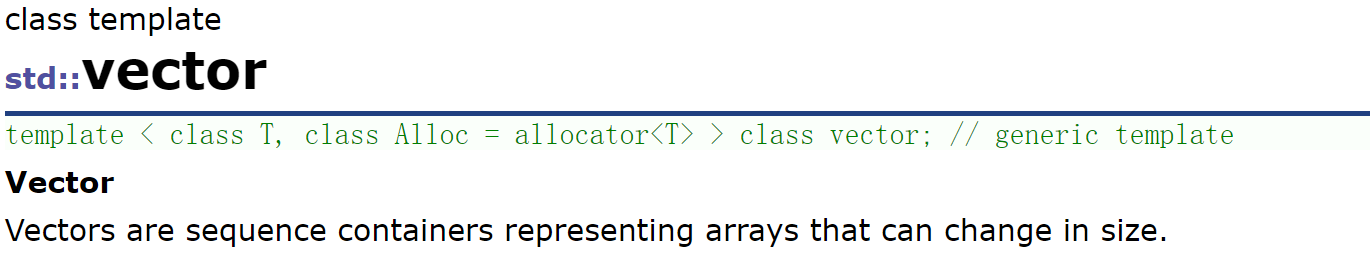 class template
std::vector
template < class T, class Alloc = allocator<T> > class vector; // generic template
Vector
Vectors are sequence containers representing arrays that can change in size.